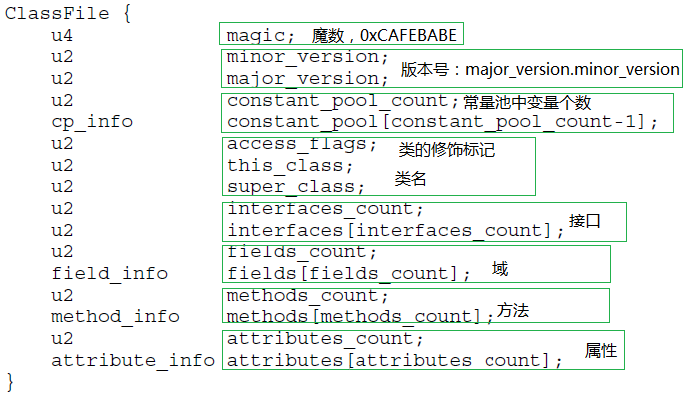 ClassFile {
u4 magic; 魔数，0xCAFEBABE
u2 minor_version;
u2 major_version; 版本号：major_version.minor_version
u2 constant_pool_count; 常量池中变量个数
cp_info constant_pool[constant_pool_count-1];
u2 access_flags; 类的修饰标记
u2 this_class;
u2 super_class; 类名
u2 interfaces_count;
u2 interfaces[interfaces_count]; 接口
u2 fields_count;
field_info fields[fields_count]; 域
u2 methods_count;
method_info methods[methods_count]; 方法
u2 attributes_count;
attribute_info attributes[attributes_count]; 属性
}